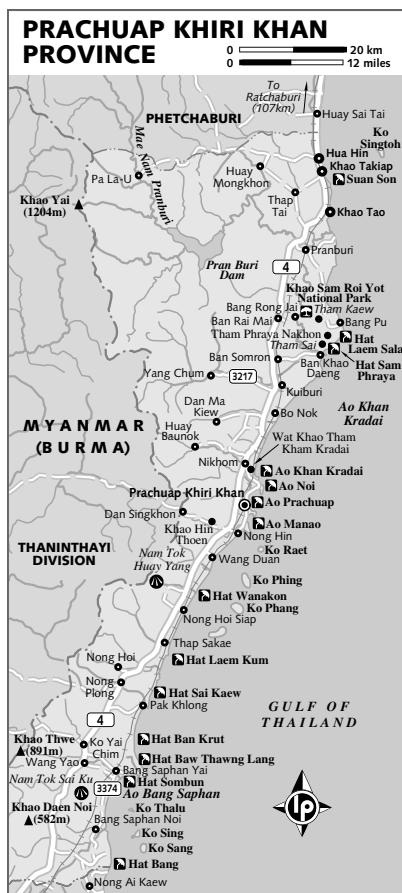 PRACHUAP KHIRI KHAN
PROVINCE
0 20 km
0 12 miles
To
Ratchaburi
(107km)
PHETCHABURI
Huay Sai Tai
Ko
Singtoh
Mae Nam Pranburi
Hua Hin
Khao Takiap
Suan Son
Pa La-U
Huay
Mongkhon
Thap
Tai
Khao Yai
(1204m)
Khao Tao
Pranburi
Pran Buri
Dam
4
Khao Sam Roi Yot
National Park
Bang Rong Jai
Tham Kaew
Ban Rai Mai
Bang Pu
Tham Phraya Nakhon
Hat
Laem Sala
Tham Sai
Ban Somron
Ban Khao
Daeng
Hat Sam
Phraya
Yang Chum
3217
Kuiburi
Dan Ma
Kiew
Bo Nok
Ao Khan
Kradai
MYANMAR
(BURMA)
Huay
Baunok
Wat Khao Tham
Kham Kradai
Nikhom
Ao Khan Kradai
Ao Noi
Prachuap Khiri Khan
Ao Prachuap
Dan Singkhon
Khao Hin
Thoen
Ao Manao
Nong Hin
Ko Raet
THANINTHAYI
DIVISION
Nam Tok
Huay Yang
Wang Duan
Ko Phing
Hat Wanakon
Ko Phang
Nong Hoi Siap
Thap Sakae
Hat Laem Kum
Nong Hoi
Nong
Plong
Hat Sai Kaew
Pak Khlong
GULF OF
THAILAND
4
Khao Thwe
(891m)
Ko Yai
Chim
Hat Ban Krut
Wang Yao
Hat Baw Thawng Lang
Bang Saphan Yai
Nam Tok Sai Ku
Hat Sombun
3374
Ao Bang Saphan
Khao Daen Noi
(582m)
Ko Thalu
Bang Saphan Noi
Ko Sing
Ko Sang
Hat Bang
Nong Ai Kaew
lp